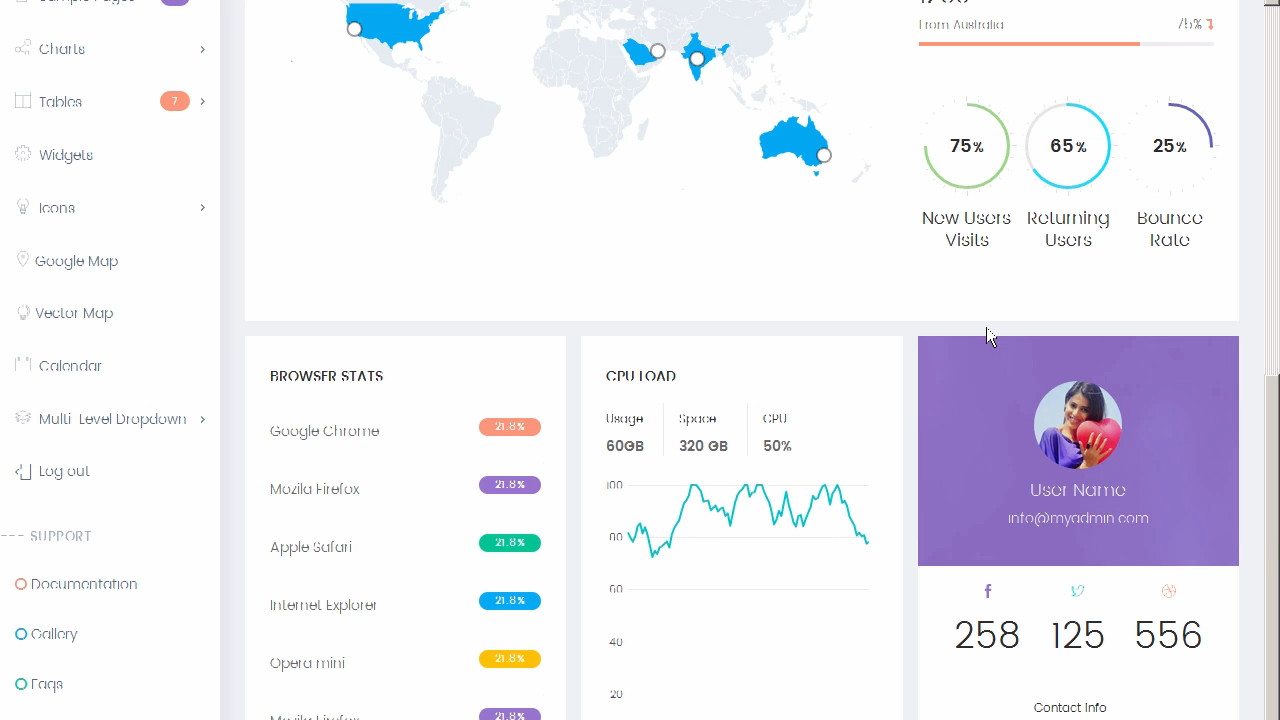 Charts
Tables
7
Widgets
Icons
Google Map
Vector Map
Calendar
Multi-Level Dropdown
Log out
--- SUPPORT
Documentation
Gallery
Faqs
From Australia
75%
75%
65%
25%
New Users
Visits
Returning
Users
Bounce
Rate
BROWSER STATS
Google Chrome
21.8%
Mozila Firefox
21.8%
Apple Safari
21.8%
Internet Explorer
21.8%
Opera mini
21.8%
Mozila Firefox
21.8%
CPU LOAD
Usage
60GB
Space
320 GB
CPU
50%
100
80
60
40
20
User Name
info@myadmin.com
258
125
556
Contact Info